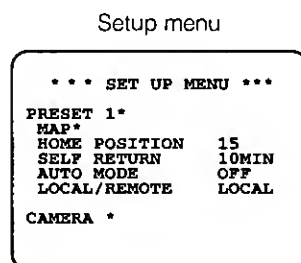 Setup menu
* * * SET UP MENU ***
PRESET 1*
MAP*
HOME POSITION 15
SELF RETURN 10MIN
AUTO MODE OFF
LOCAL/REMOTE LOCAL
CAMERA *